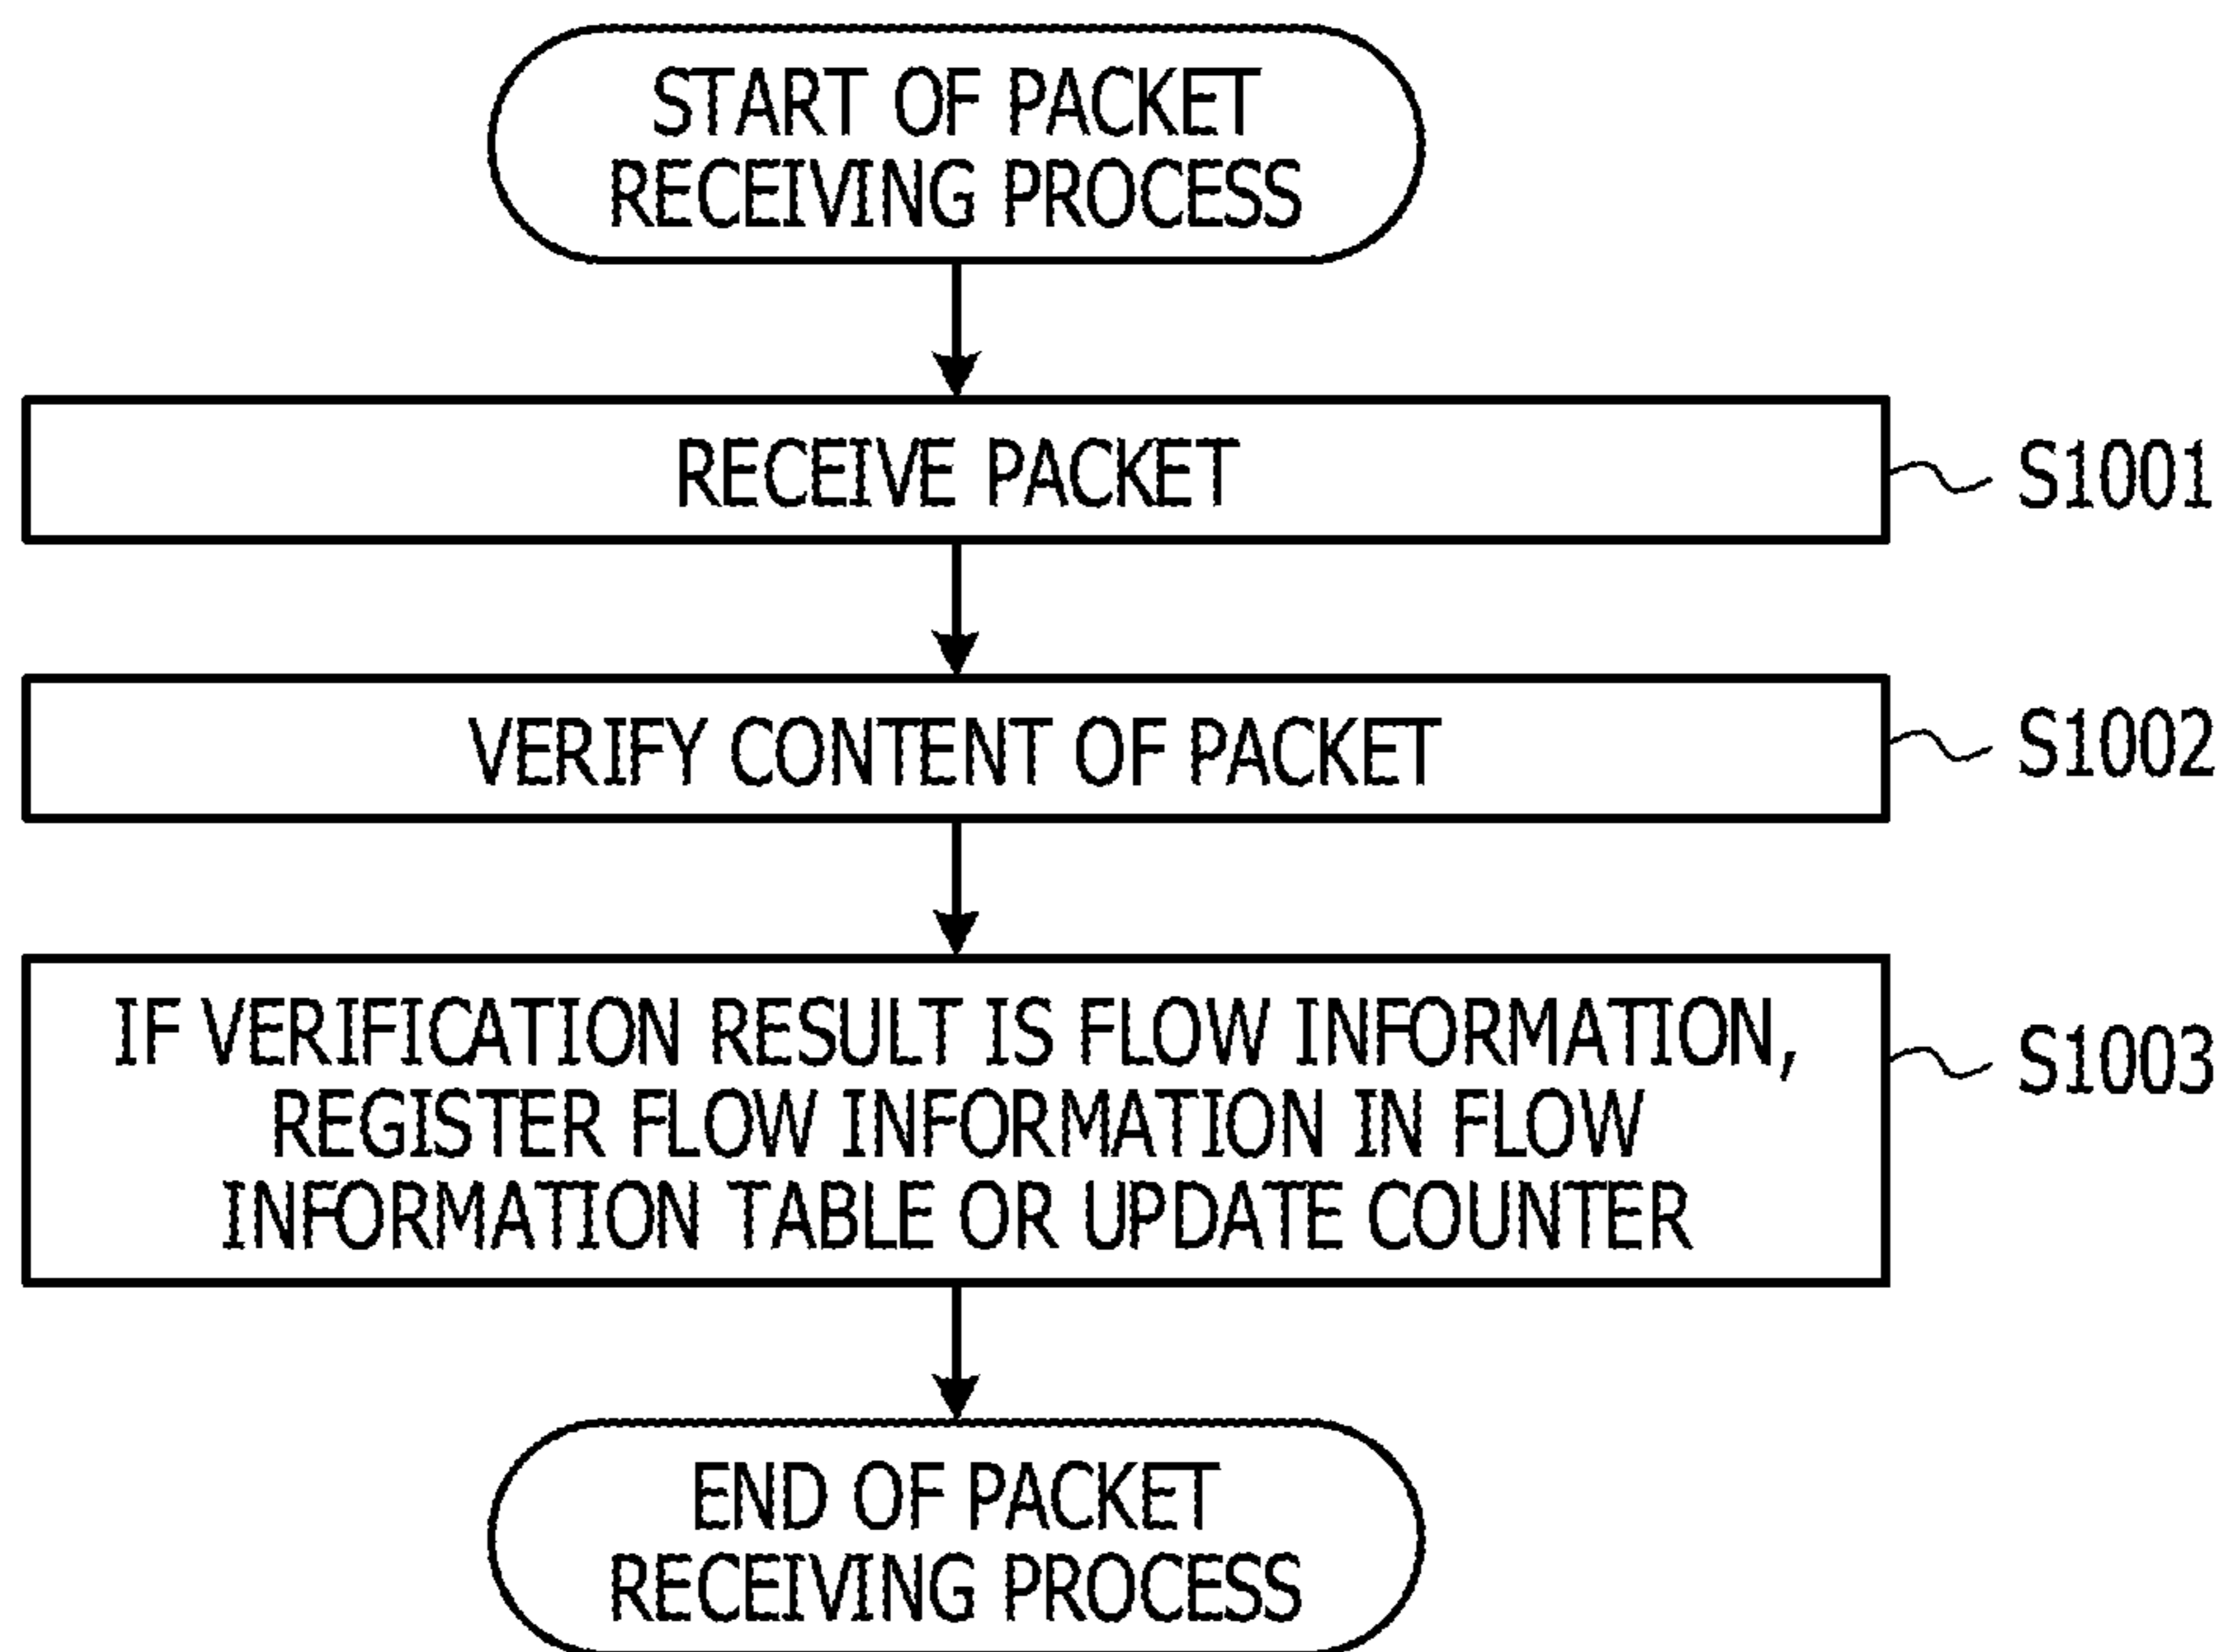 START OF PACKET
RECEIVING PROCESS
RECEIVE PACKET
S1001
VERIFY CONTENT OF PACKET
S1002
IF VERIFICATION RESULT IS FLOW INFORMATION,
REGISTER FLOW INFORMATION IN FLOW
INFORMATION TABLE OR UPDATE COUNTER
S1003
END OF PACKET
RECEIVING PROCESS